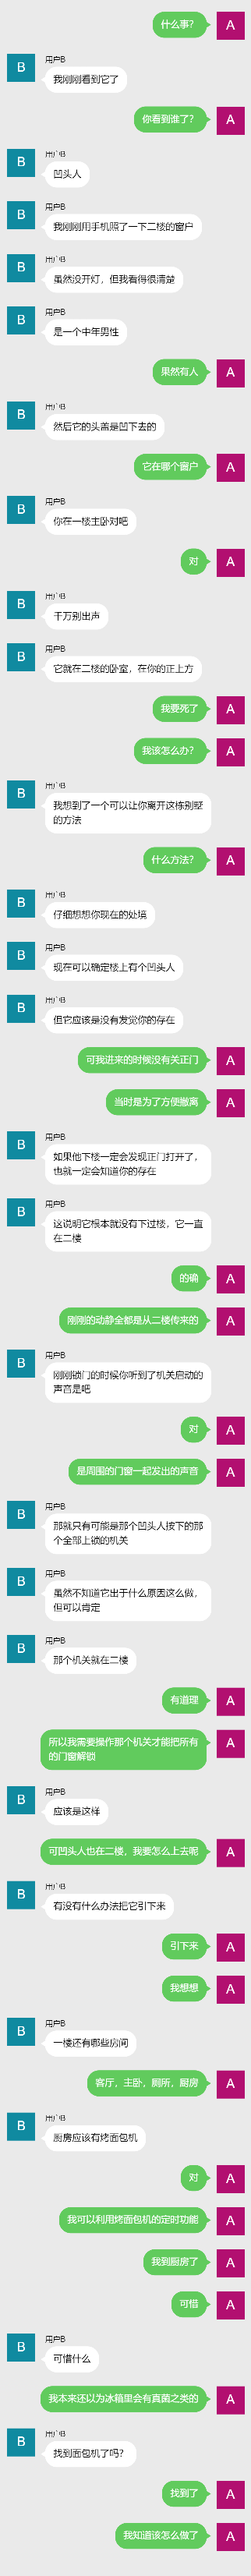 什么事?
A
用户B
B
我刚刚看到它了
你看到谁了?
A
用户B
B
凹头人
用户B
B
我刚刚用手机照了一下二楼的窗户
用户B
B
虽然没开灯，但我看得很清楚
用户B
B
是一个中年男性
果然有人
A
用户B
B
然后它的头盖是凹下去的
它在哪个窗户
A
用户B
B
你在一楼主卧对吧
对
A
用户B
B
千万别出声
用户B
B
它就在二楼的卧室，在你的正上方
我要死了
A
我该怎么办?
A
用户B
B
我想到了一个可以让你离开这栋别墅
的方法
什么方法?
A
用户B
B
仔细想想你现在的处境
用户B
B
现在可以确定楼上有个凹头人
用户B
B
但它应该是没有发觉你的存在
可我进来的时候没有关正门
A
当时是为了方便撤离
A
用户B
B
如果他下楼一定会发现正门打开了，
也就一定会知道你的存在
用户B
B
这说明它根本就没有下过楼，它一直
在二楼
的确
A
刚刚的动静全都是从二楼传来的
A
用户B
B
刚刚锁门的时候你听到了机关启动的
声音是吧
对
A
是周围的门窗一起发出的声音
A
用户B
B
那就只有可能是那个凹头人按下的那
个全部上锁的机关
用户B
B
虽然不知道它出于什么原因这么做，
但可以肯定
用户B
B
那个机关就在二楼
有道理
A
所以我需要操作那个机关才能把所有
的门窗解锁
A
用户B
B
应该是这样
可凹头人也在二楼，我要怎么上去呢
A
用户B
B
有没有什么办法把它引下来
引下来
A
我想想
A
用户B
B
一楼还有哪些房间
客厅，主卧，厕所，厨房
A
用户B
B
厨房应该有烤面包机
对
A
我可以利用烤面包机的定时功能
A
我到厨房了
A
可惜
A
用户B
B
可惜什么
我本来还以为冰箱里会有真菌之类的
A
用户B
B
找到面包机了吗?
找到了
A
我知道该怎么做了
A